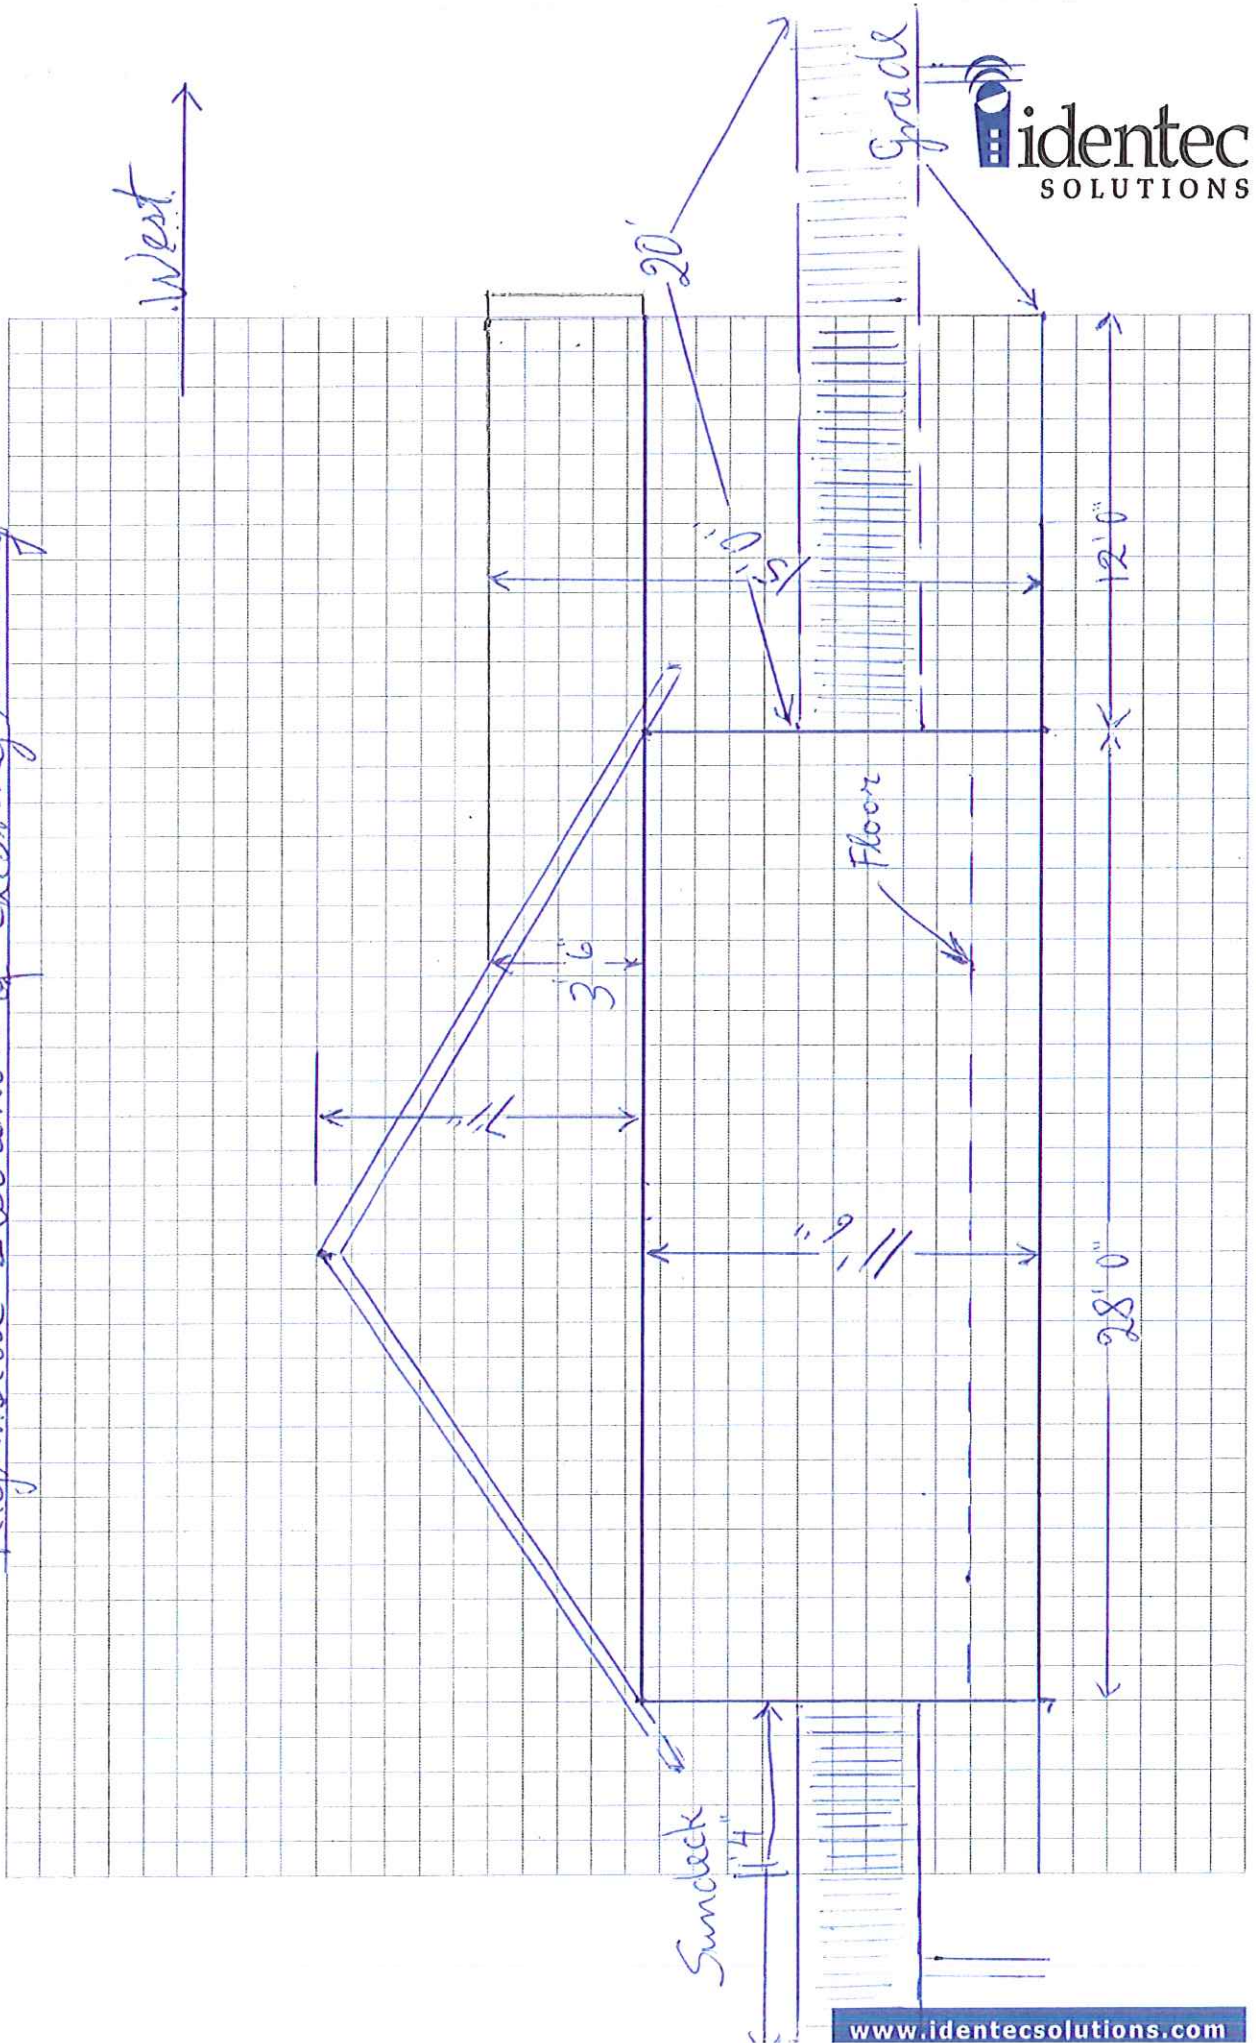 West
identec
SOLUTIONS
Grade
20'
15' 0"
12' 0"
3' 6"
Floor
11' 6"
28' 0"
Sundeck
11' 4"
www.identecsolutions.com